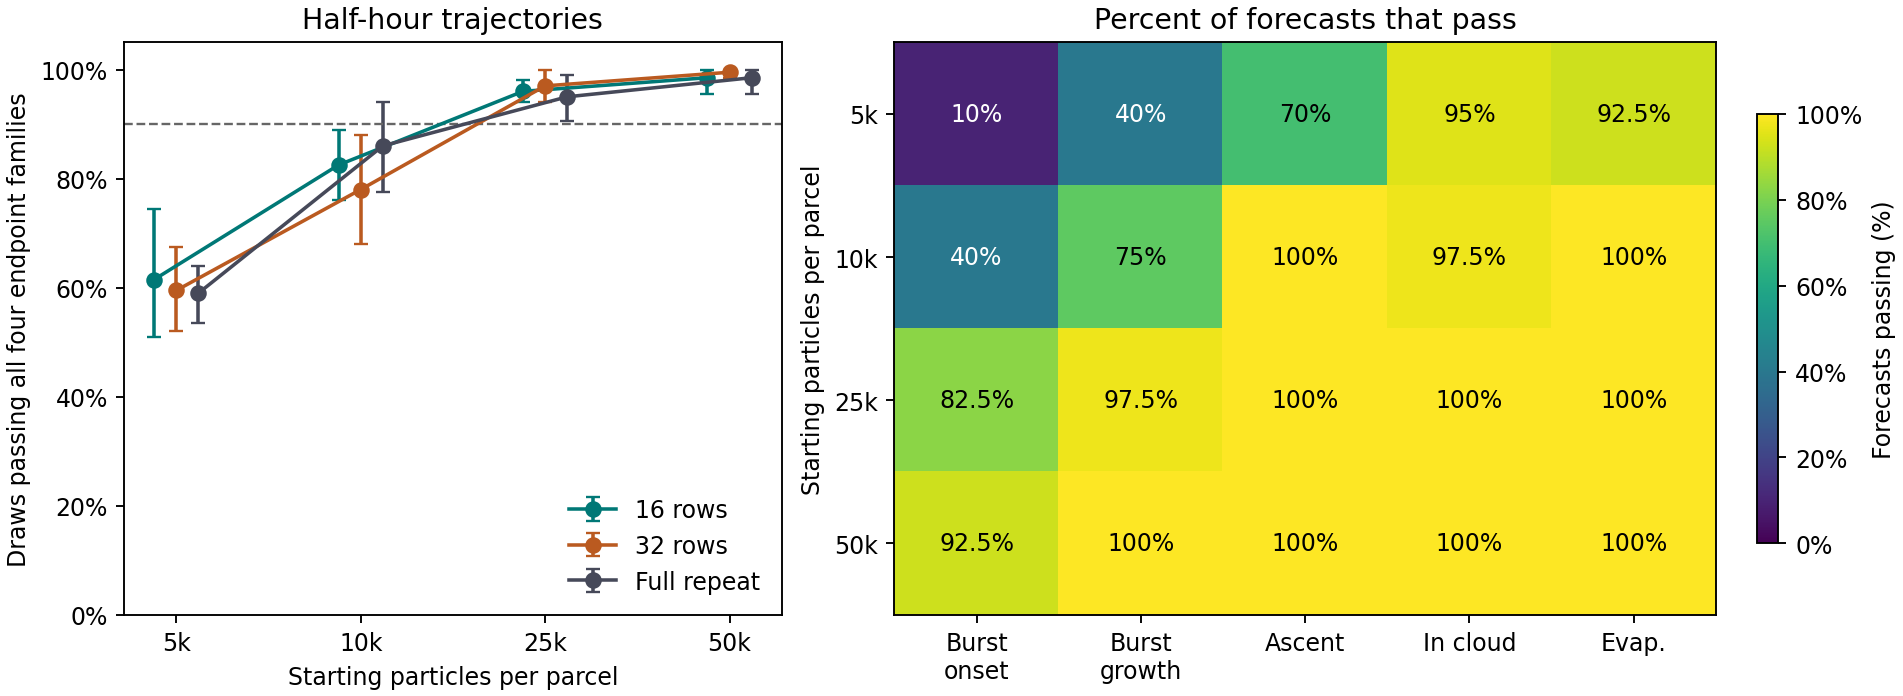 Half-hour trajectories
Draws passing all four endpoint families
100%
80%
60%
40%
20%
0%
5k
10k
25k
50k
Starting particles per parcel
16 rows
32 rows
Full repeat
Percent of forecasts that pass
Starting particles per parcel
5k
10k
25k
50k
10%
40%
70%
95%
92.5%
40%
75%
100%
97.5%
100%
82.5%
97.5%
100%
100%
100%
92.5%
100%
100%
100%
100%
Burst
onset
Burst
growth
Ascent
In cloud
Evap.
100%
80%
60%
40%
20%
0%
Forecasts passing (%)